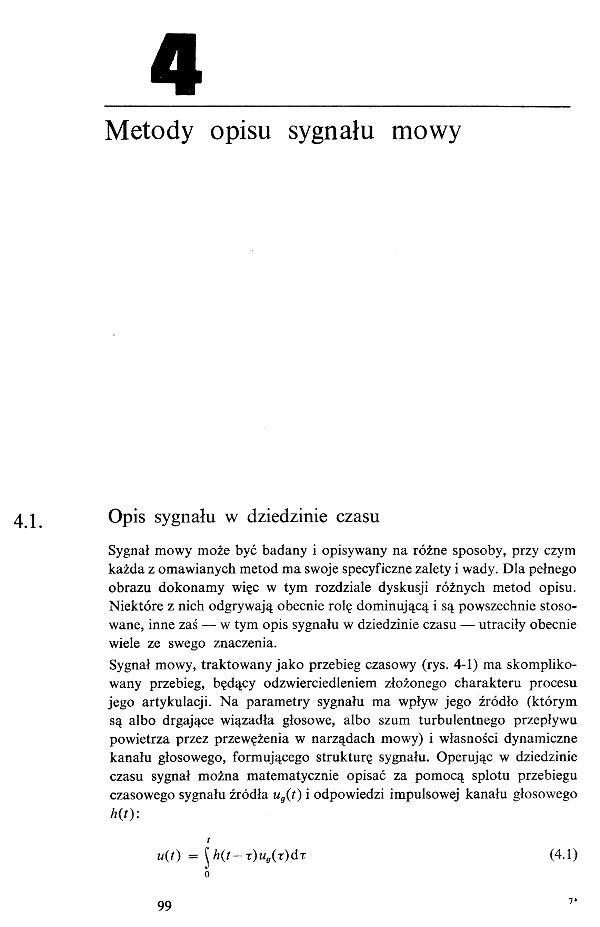 4
Metody opisu sygnału mowy
4.1. Opis sygnału w dziedzinie czasu
Sygnał mowy może być badany i opisywany na różne sposoby, przy czym
każda z omawianych metod ma swoje specyficzne zalety i wady. Dla pełnego
obrazu dokonamy więc w tym rozdziale dyskusji różnych metod opisu.
Niektóre z nich odgrywają obecnie rolę dominującą i są powszechnie stoso-
wane, inne zaś — w tym opis sygnału w dziedzinie czasu — utraciły obecnie
wiele ze swego znaczenia.
Sygnał mowy, traktowany jako przebieg czasowy (rys. 4-1) ma skompliko-
wany przebieg, będący odzwierciedleniem złożonego charakteru procesu
jego artykulacji. Na parametry sygnału ma wpływ jego źródło (którym
są albo drgające wiązadła głosowe, albo szum turbulentnego przepływu
powietrza przez przewężenia w narządach mowy) i własności dynamiczne
kanału głosowego, formującego strukturę sygnału. Operując w dziedzinie
czasu sygnał można matematycznie opisać za pomocą splotu przebiegu
czasowego sygnału źródła u_g(t) i odpowiedzi impulsowej kanału głosowego
h(t):
u(t) = ∫₀ᵗ h(t−τ)u_g(τ)dτ (4.1)
99 7*